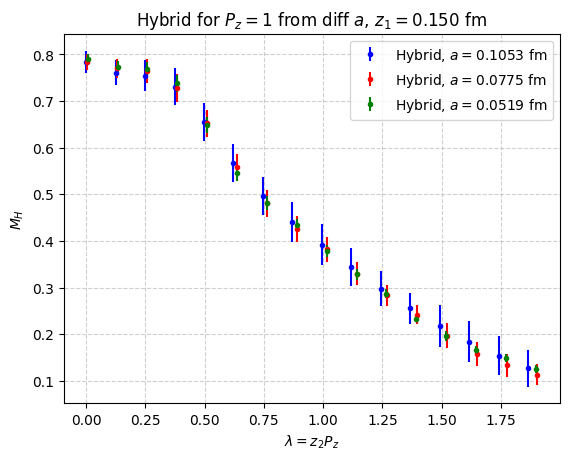 Hybrid for $P_z = 1$ from diff $a$, $z_1 = 0.150$ fm
Hybrid, $a = 0.1053$ fm
Hybrid, $a = 0.0775$ fm
Hybrid, $a = 0.0519$ fm
0.8
0.7
0.6
0.5
0.4
0.3
0.2
0.1
$M_H$
0.00 0.25 0.50 0.75 1.00 1.25 1.50 1.75
$\lambda = z_2 P_z$